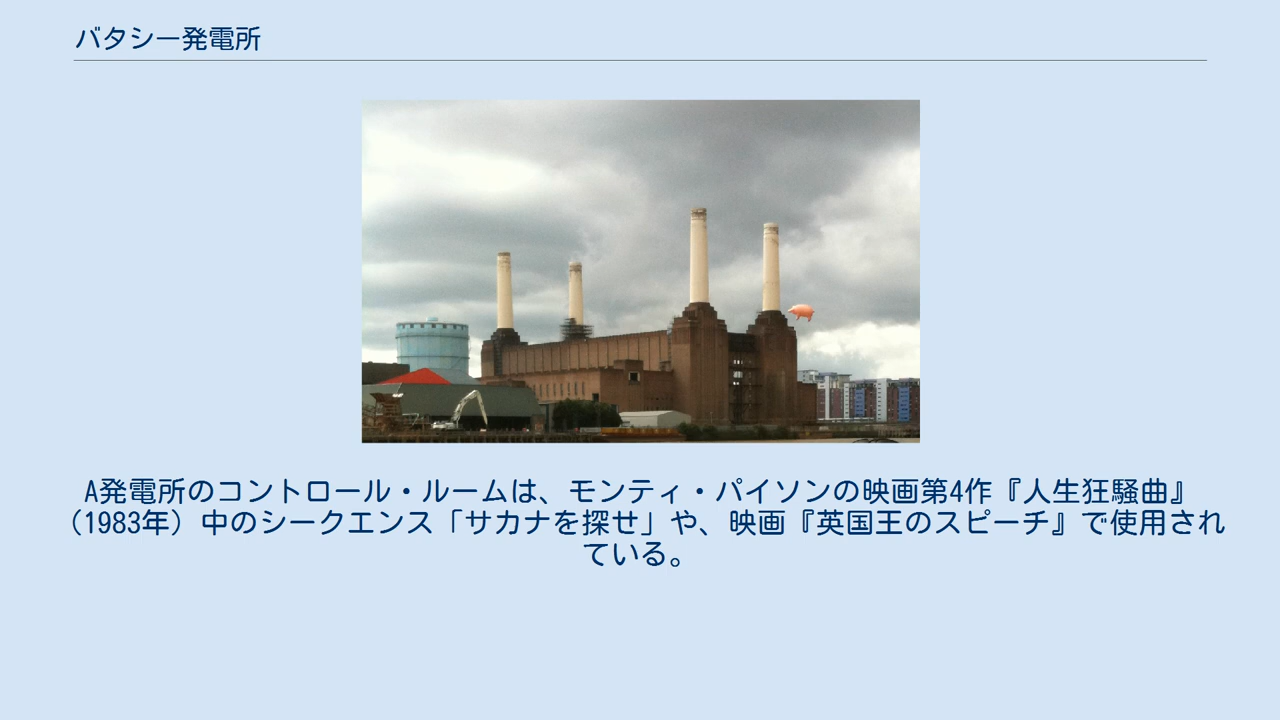 バタシー発電所
A発電所のコントロール・ルームは、モンティ・パイソンの映画第4作『人生狂騒曲』
（1983年）中のシークエンス「サカナを探せ」や、映画『英国王のスピーチ』で使用され
ている。